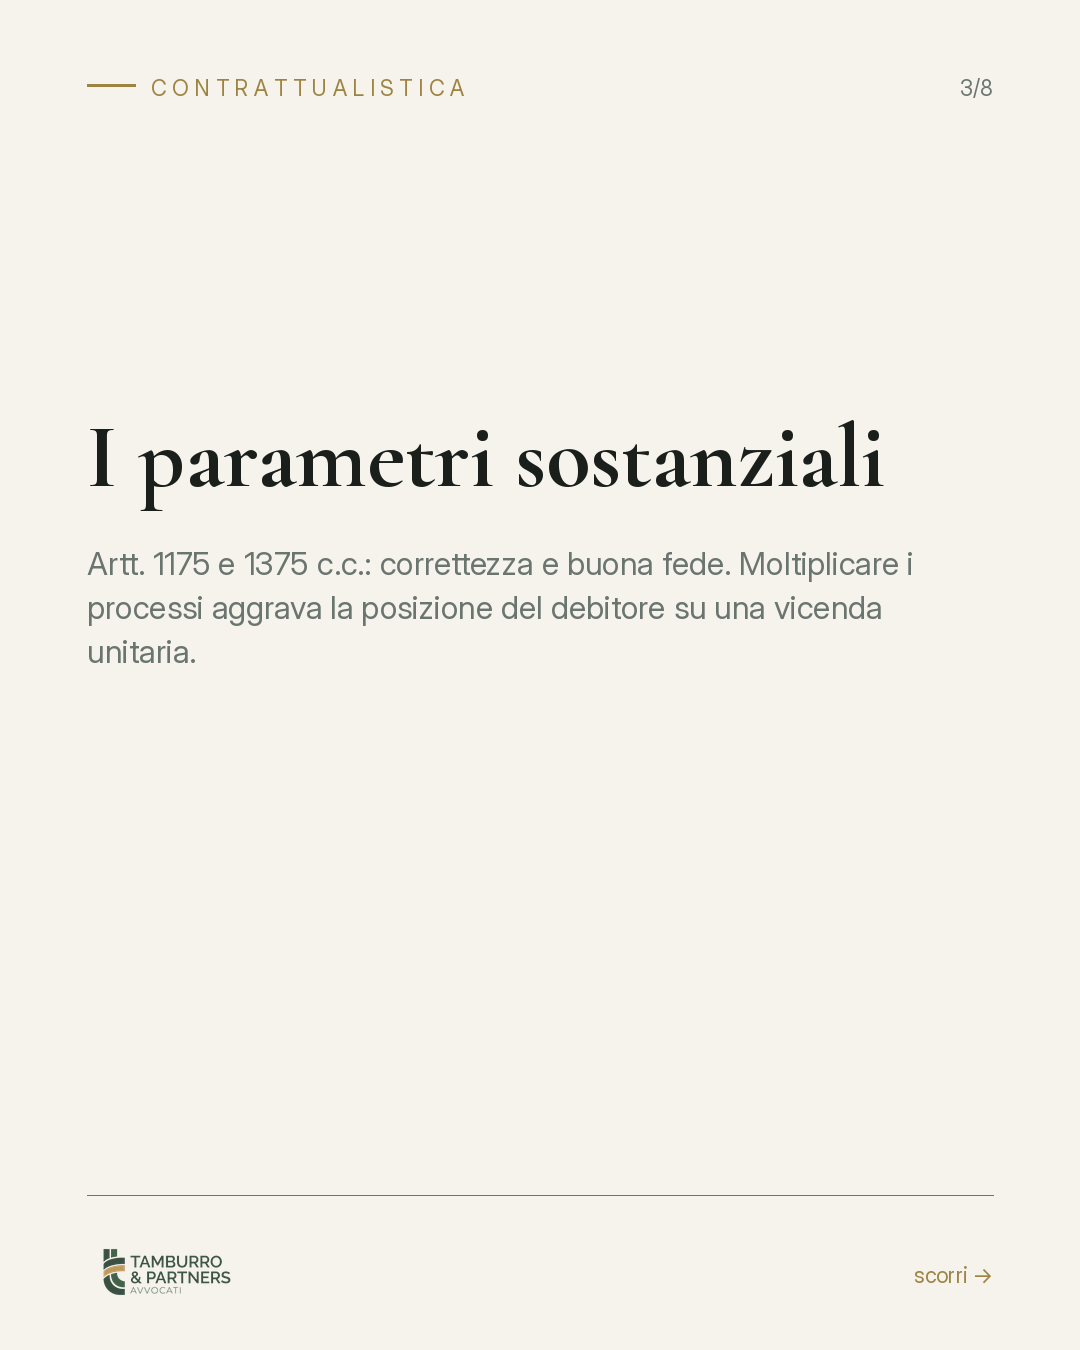 CONTRATTUALISTICA
3/8
I parametri sostanziali
Artt. 1175 e 1375 c.c.: correttezza e buona fede. Moltiplicare i
processi aggrava la posizione del debitore su una vicenda
unitaria.
TAMBURRO
& PARTNERS
AVVOCATI
scorri →